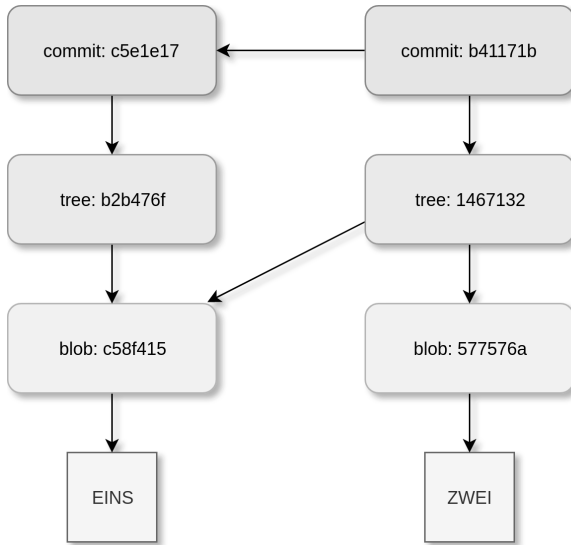 commit: c5e1e17
commit: b41171b
tree: b2b476f
tree: 1467132
blob: c58f415
blob: 577576a
EINS
ZWEI